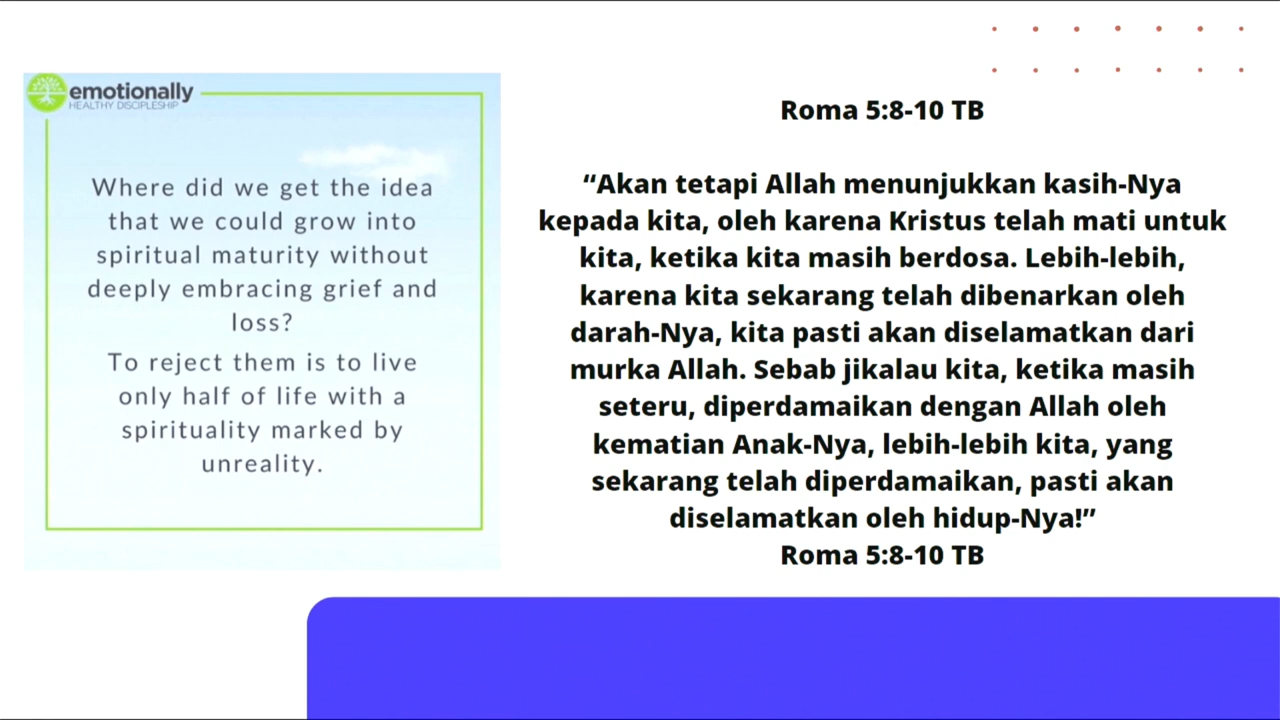 emotionally
HEALTHY DISCIPLESHIP
Where did we get the idea
that we could grow into
spiritual maturity without
deeply embracing grief and
loss?
To reject them is to live
only half of life with a
spirituality marked by
unreality.
Roma 5:8-10 TB
“Akan tetapi Allah menunjukkan kasih-Nya
kepada kita, oleh karena Kristus telah mati untuk
kita, ketika kita masih berdosa. Lebih-lebih,
karena kita sekarang telah dibenarkan oleh
darah-Nya, kita pasti akan diselamatkan dari
murka Allah. Sebab jikalau kita, ketika masih
seteru, diperdamaikan dengan Allah oleh
kematian Anak-Nya, lebih-lebih kita, yang
sekarang telah diperdamaikan, pasti akan
diselamatkan oleh hidup-Nya!”
Roma 5:8-10 TB